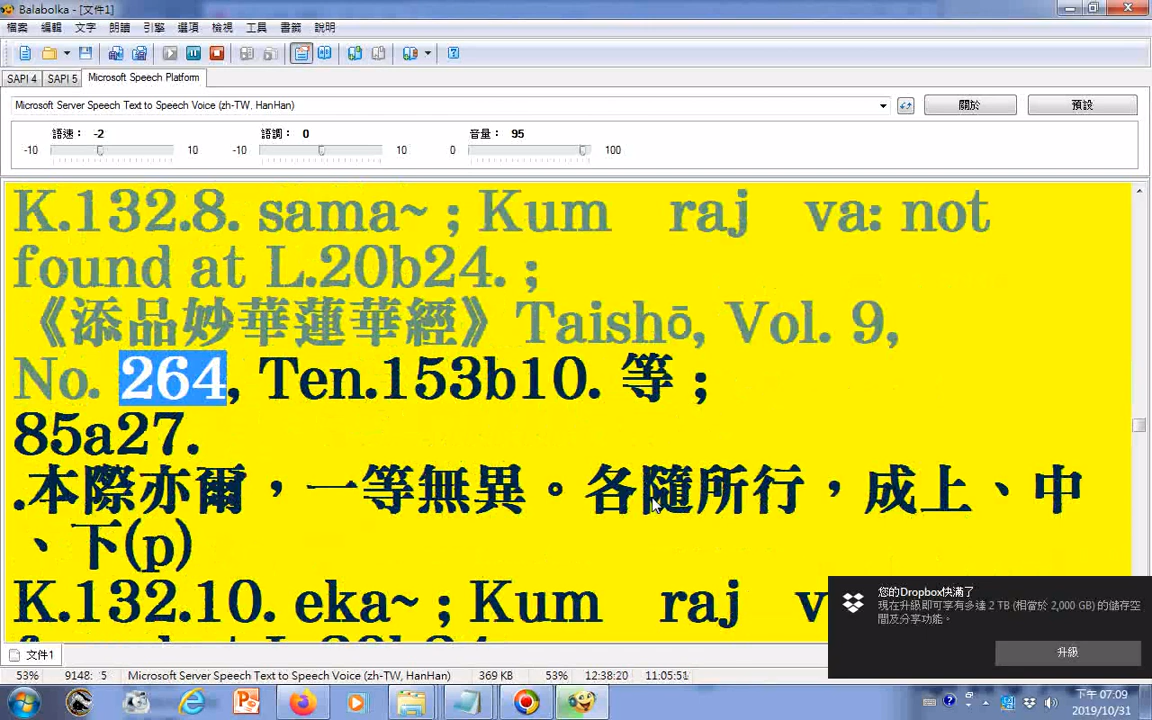 Balabolka - [文件1]
檔案 編輯 文字 朗讀 引擎 選項 檢視 工具 書籤 說明
SAPI 4 SAPI 5 Microsoft Speech Platform
Microsoft Server Speech Text to Speech Voice (zh-TW, HanHan) 關於 預設
語速： -2 語調： 0 音量： 95
-10 10 -10 10 0 100
K.132.8. sama~ ; Kum raj va: not
found at L.20b24. ;
《添品妙華蓮華經》Taishō, Vol. 9,
No. 264, Ten.153b10. 等 ;
85a27.
.本際亦爾，一等無異。各隨所行，成上、中
、下(p)
K.132.10. eka~ ; Kum raj v
found at L.20b24
您的Dropbox快滿了
現在升級即可享有多達 2 TB (相當於 2,000 GB) 的儲存空
間及分享功能。
升級
文件1
53% 9148: 5 Microsoft Server Speech Text to Speech Voice (zh-TW, HanHan) 369 KB 53% 12:38:20 11:05:51
下午 07:09
2019/10/31